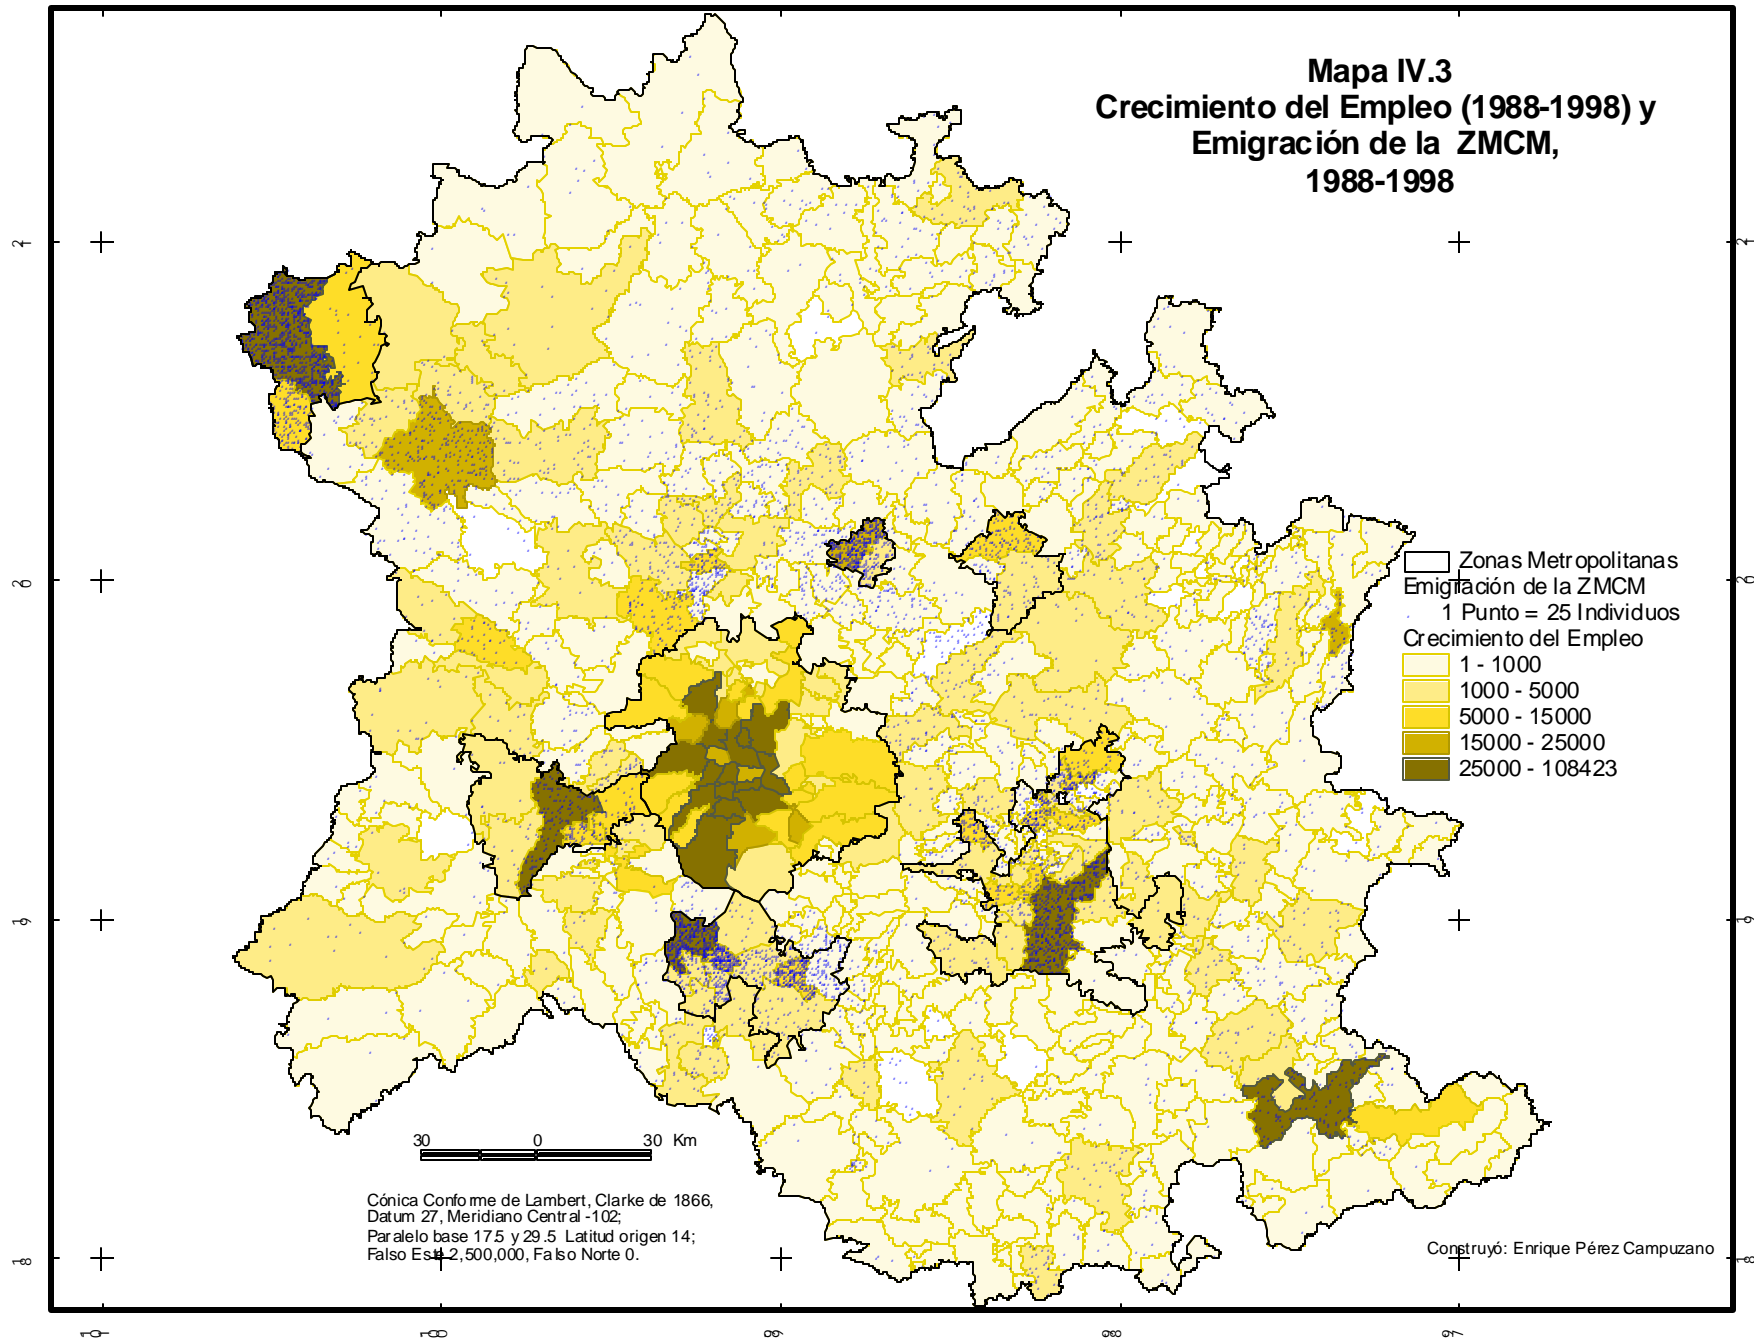 Mapa IV.3
Crecimiento del Empleo (1988-1998) y
Emigración de la ZMCM,
1988-1998
Zonas Metropolitanas
Emigración de la ZMCM
1 Punto = 25 Individuos
Crecimiento del Empleo
1 - 1000
1000 - 5000
5000 - 15000
15000 - 25000
25000 - 108423
30 0 30 Km
Cónica Conforme de Lambert, Clarke de 1866,
Datum 27, Meridiano Central -102;
Paralelo base 17.5 y 29.5 Latitud origen 14;
Falso Este 2,500,000, Falso Norte 0.
Construyó: Enrique Pérez Campuzano